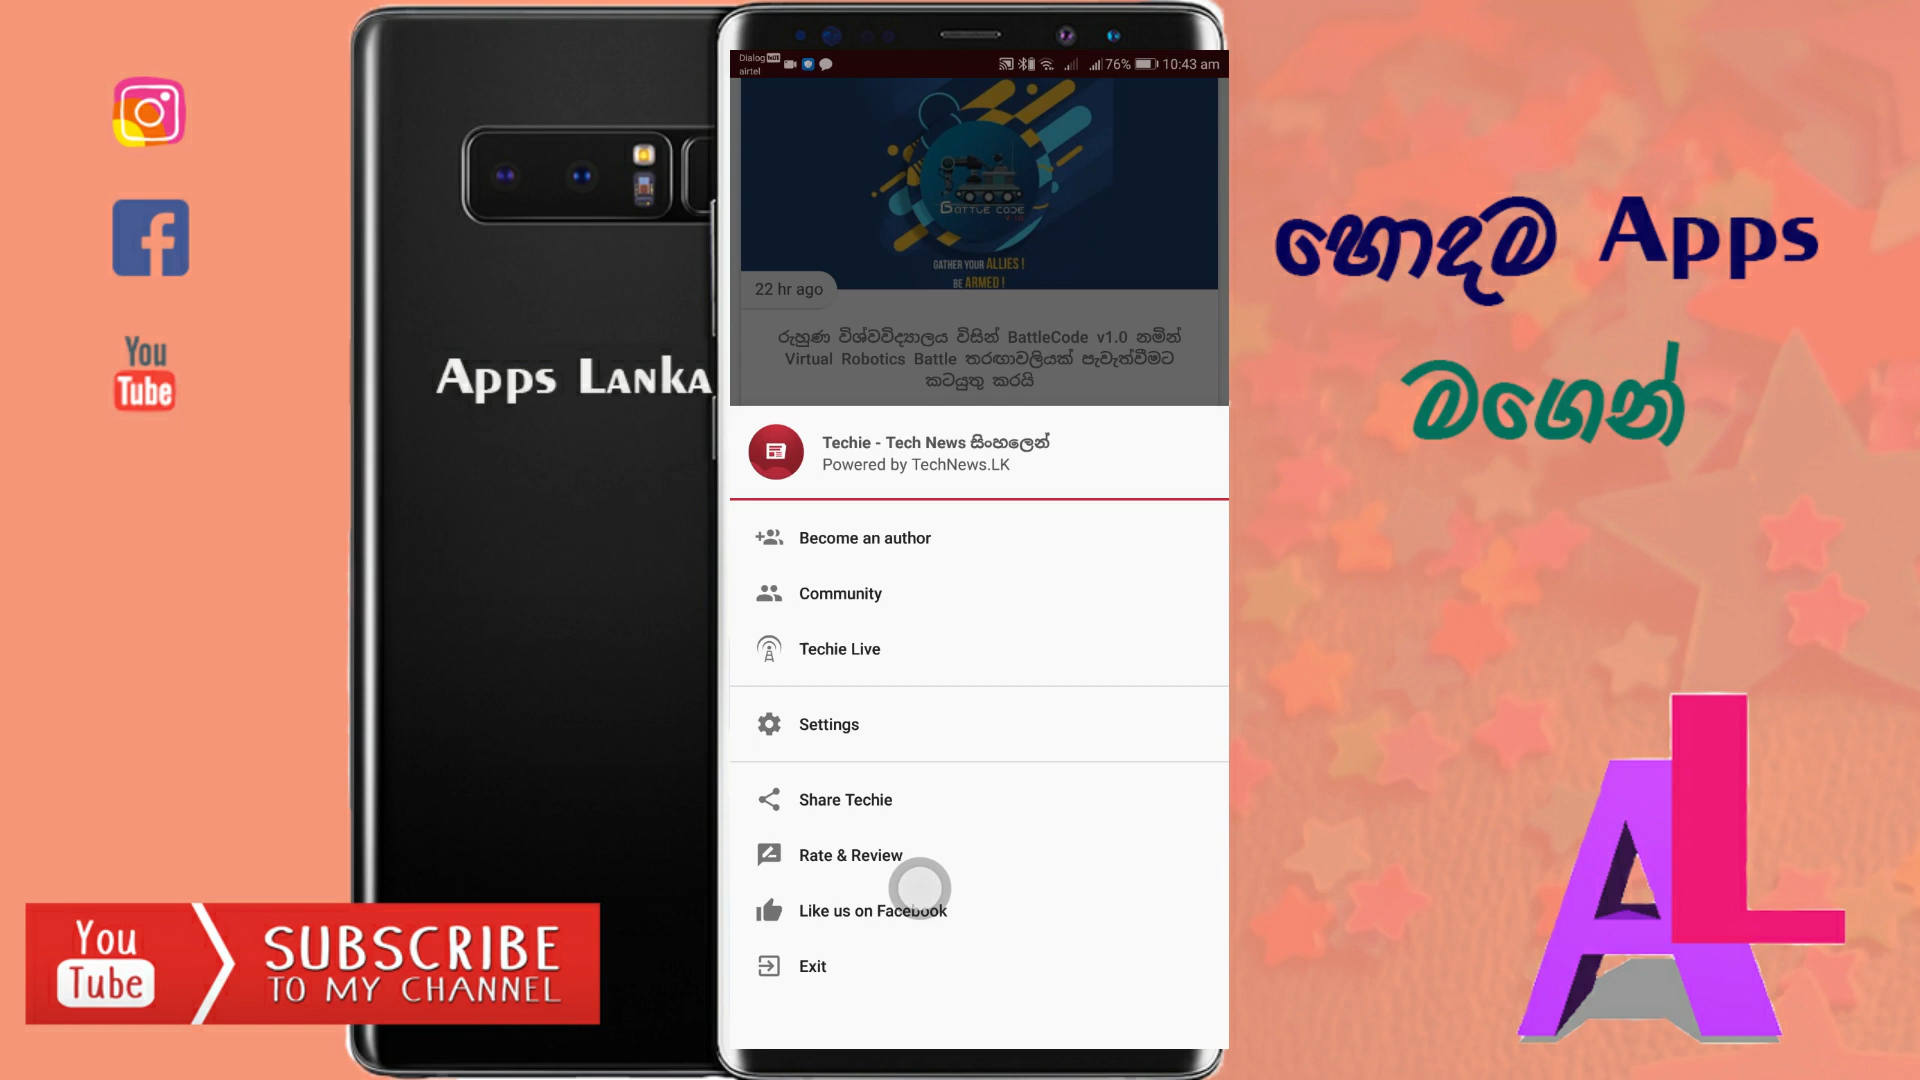 You
Tube
Apps Lanka
You
Tube
SUBSCRIBE
TO MY CHANNEL
Dialog
airtel
76%
10:43 am
BATTLE CODE
GATHER YOUR ALLIES !
BE ARMED !
22 hr ago
රුහුණ විශ්වවිද්‍යාලය විසින් BattleCode v1.0 නමින්
Virtual Robotics Battle තරඟාවලියක් පැවැත්වීමට
කටයුතු කරයි
Techie - Tech News සිංහලෙන්
Powered by TechNews.LK
Become an author
Community
Techie Live
Settings
Share Techie
Rate & Review
Like us on Facebook
Exit
හොඳම Apps
මගෙන්
AL